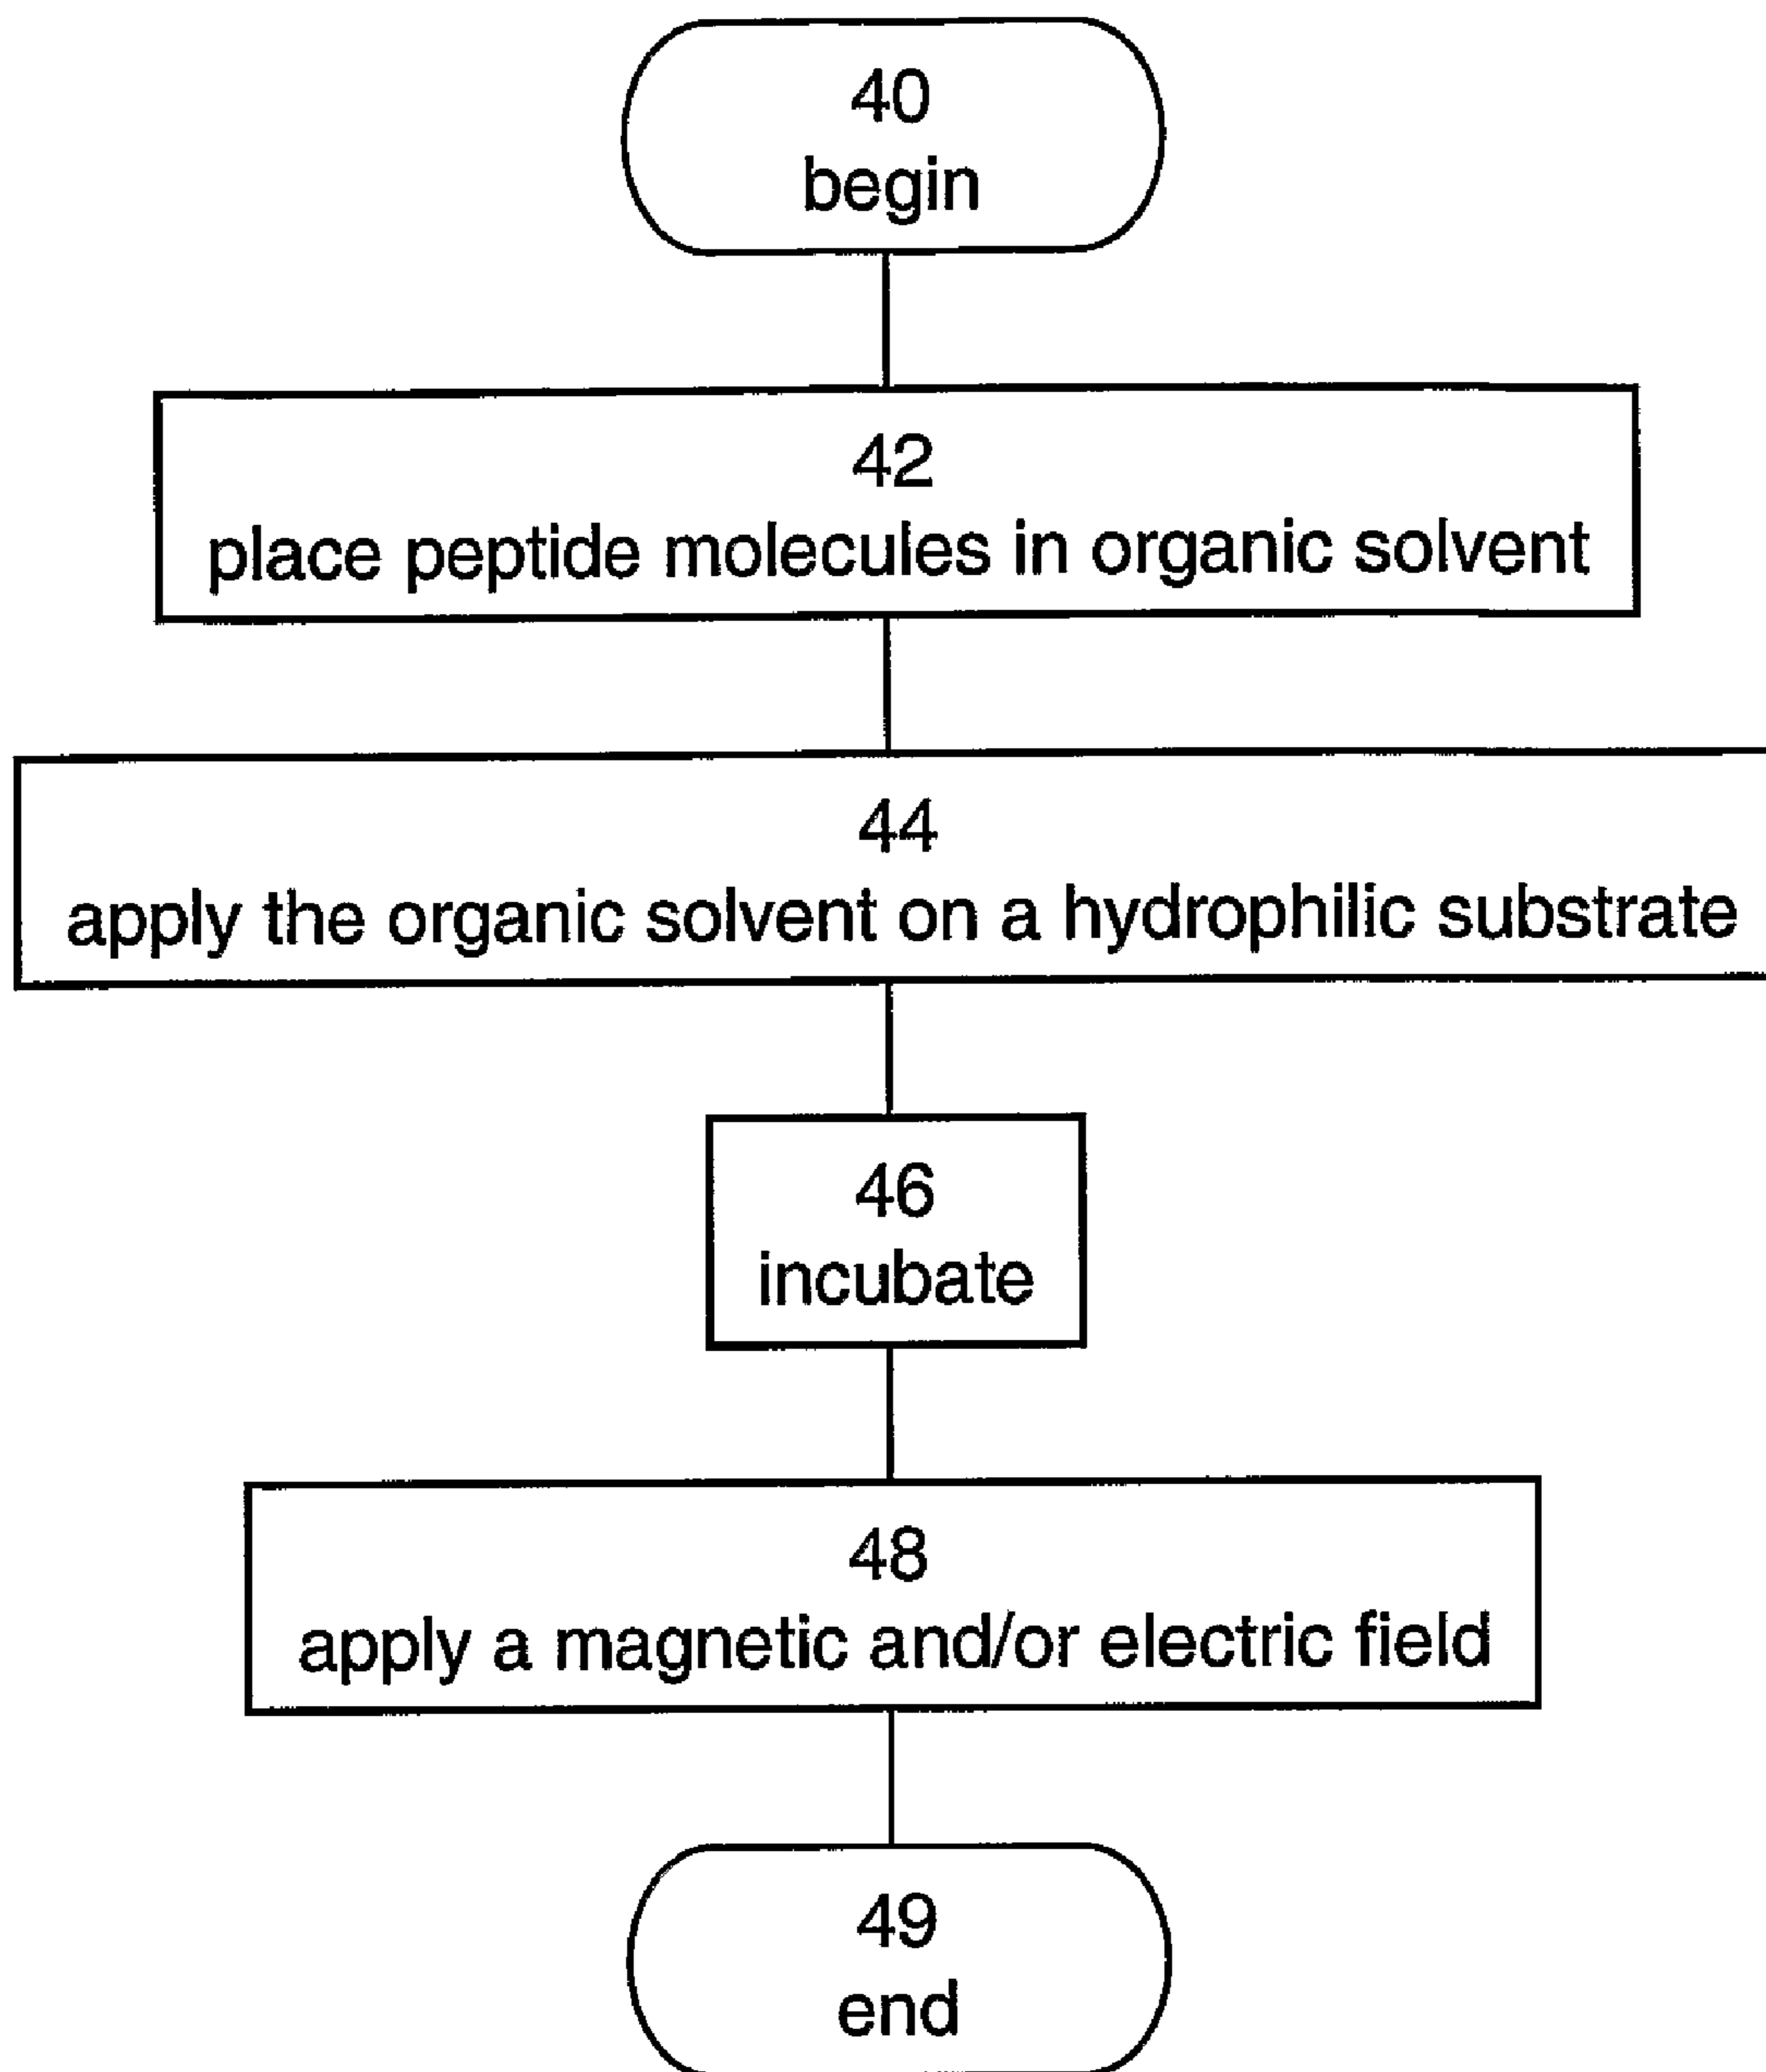 40
begin
42
place peptide molecules in organic solvent
44
apply the organic solvent on a hydrophilic substrate
46
incubate
48
apply a magnetic and/or electric field
49
end